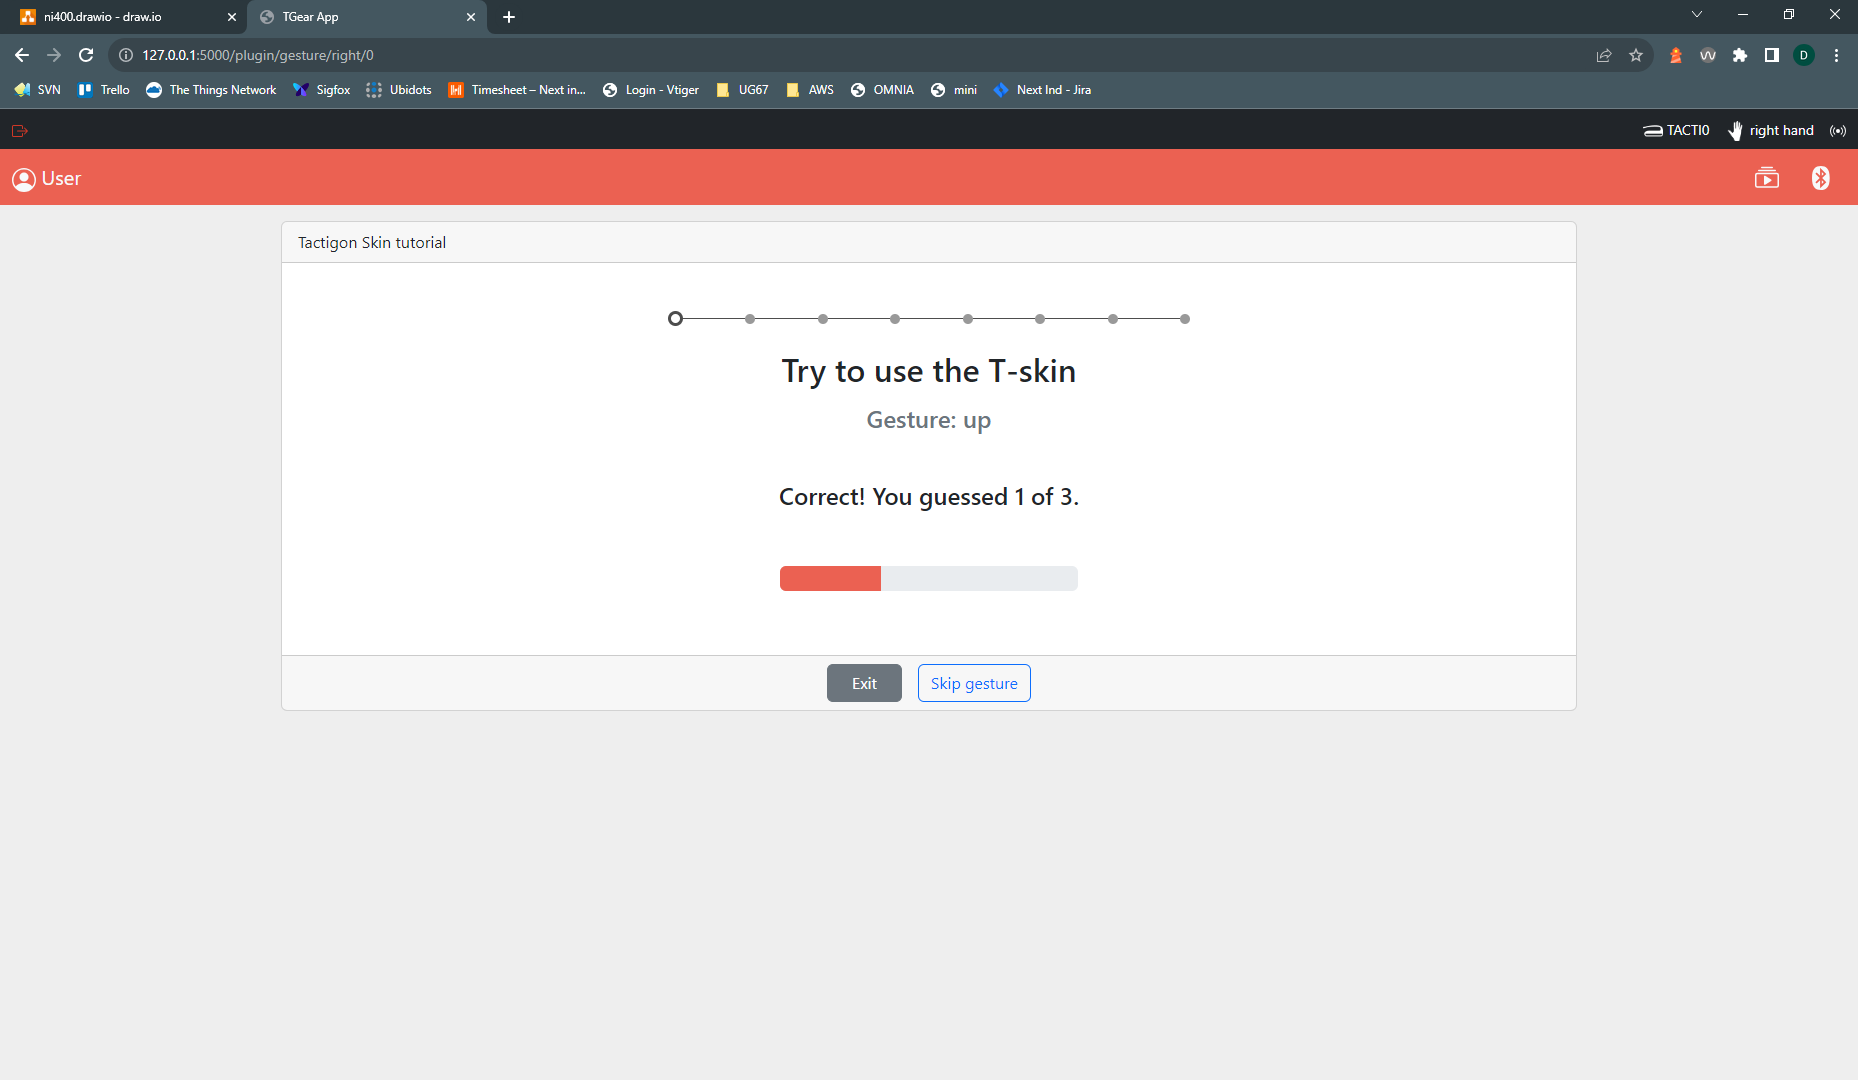 ni400.drawio - draw.io
TGear App
127.0.0.1:5000/plugin/gesture/right/0
D
SVN Trello The Things Network Sigfox Ubidots Timesheet – Next in... Login - Vtiger UG67 AWS OMNIA mini Next Ind - Jira
TACTI0 right hand
User
Tactigon Skin tutorial
Try to use the T-skin
Gesture: up
Correct! You guessed 1 of 3.
Exit Skip gesture